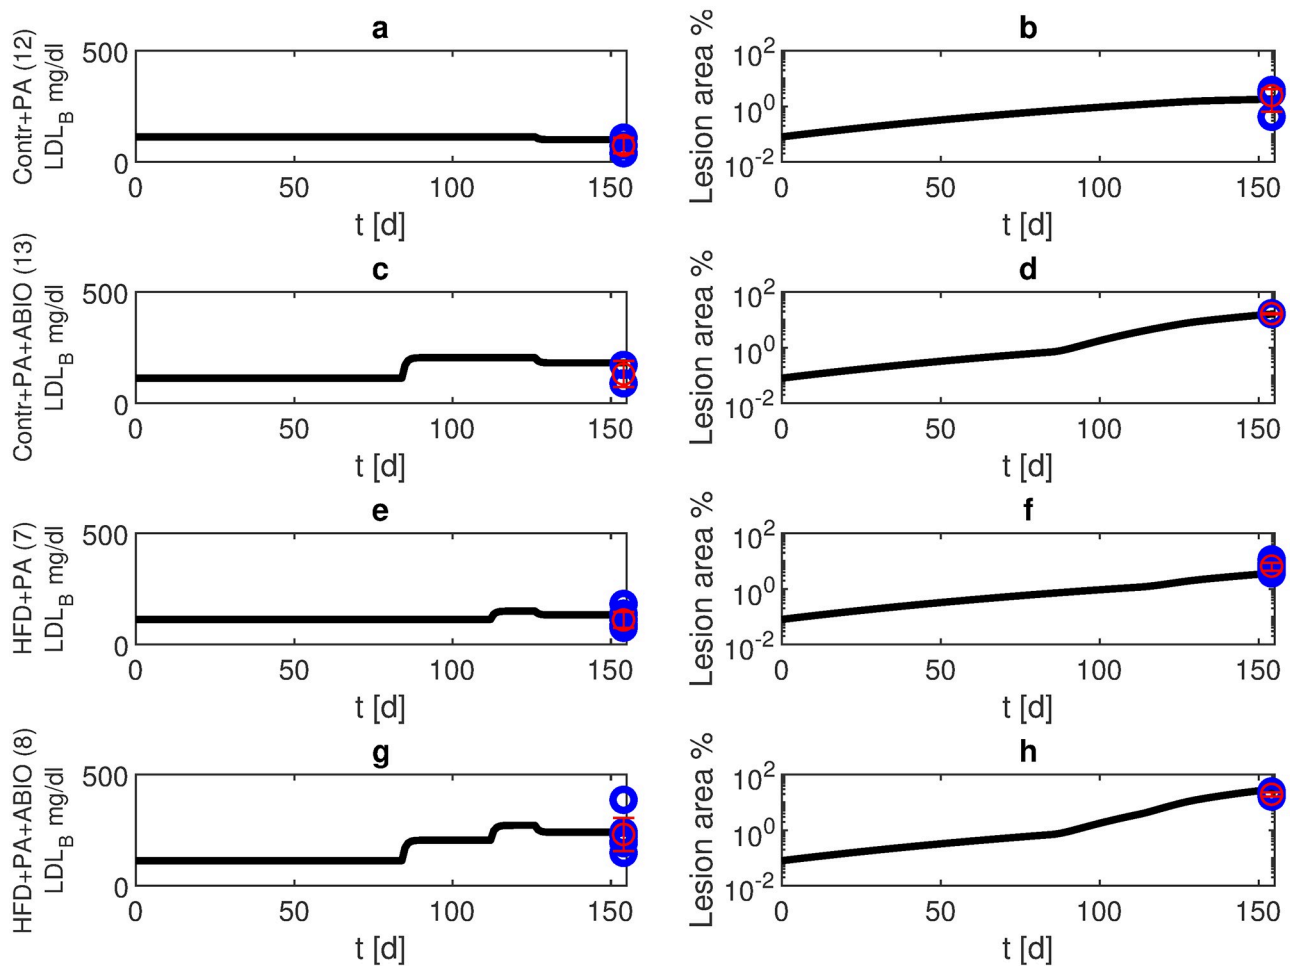 a
Contr+PA (12)
LDL_B mg/dl
500
0
0 50 100 150
t [d]
b
Lesion area %
10^2
10^0
10^-2
0 50 100 150
t [d]
c
Contr+PA+ABIO (13)
LDL_B mg/dl
500
0
0 50 100 150
t [d]
d
Lesion area %
10^2
10^0
10^-2
0 50 100 150
t [d]
e
HFD+PA (7)
LDL_B mg/dl
500
0
0 50 100 150
t [d]
f
Lesion area %
10^2
10^0
10^-2
0 50 100 150
t [d]
g
HFD+PA+ABIO (8)
LDL_B mg/dl
500
0
0 50 100 150
t [d]
h
Lesion area %
10^2
10^0
10^-2
0 50 100 150
t [d]